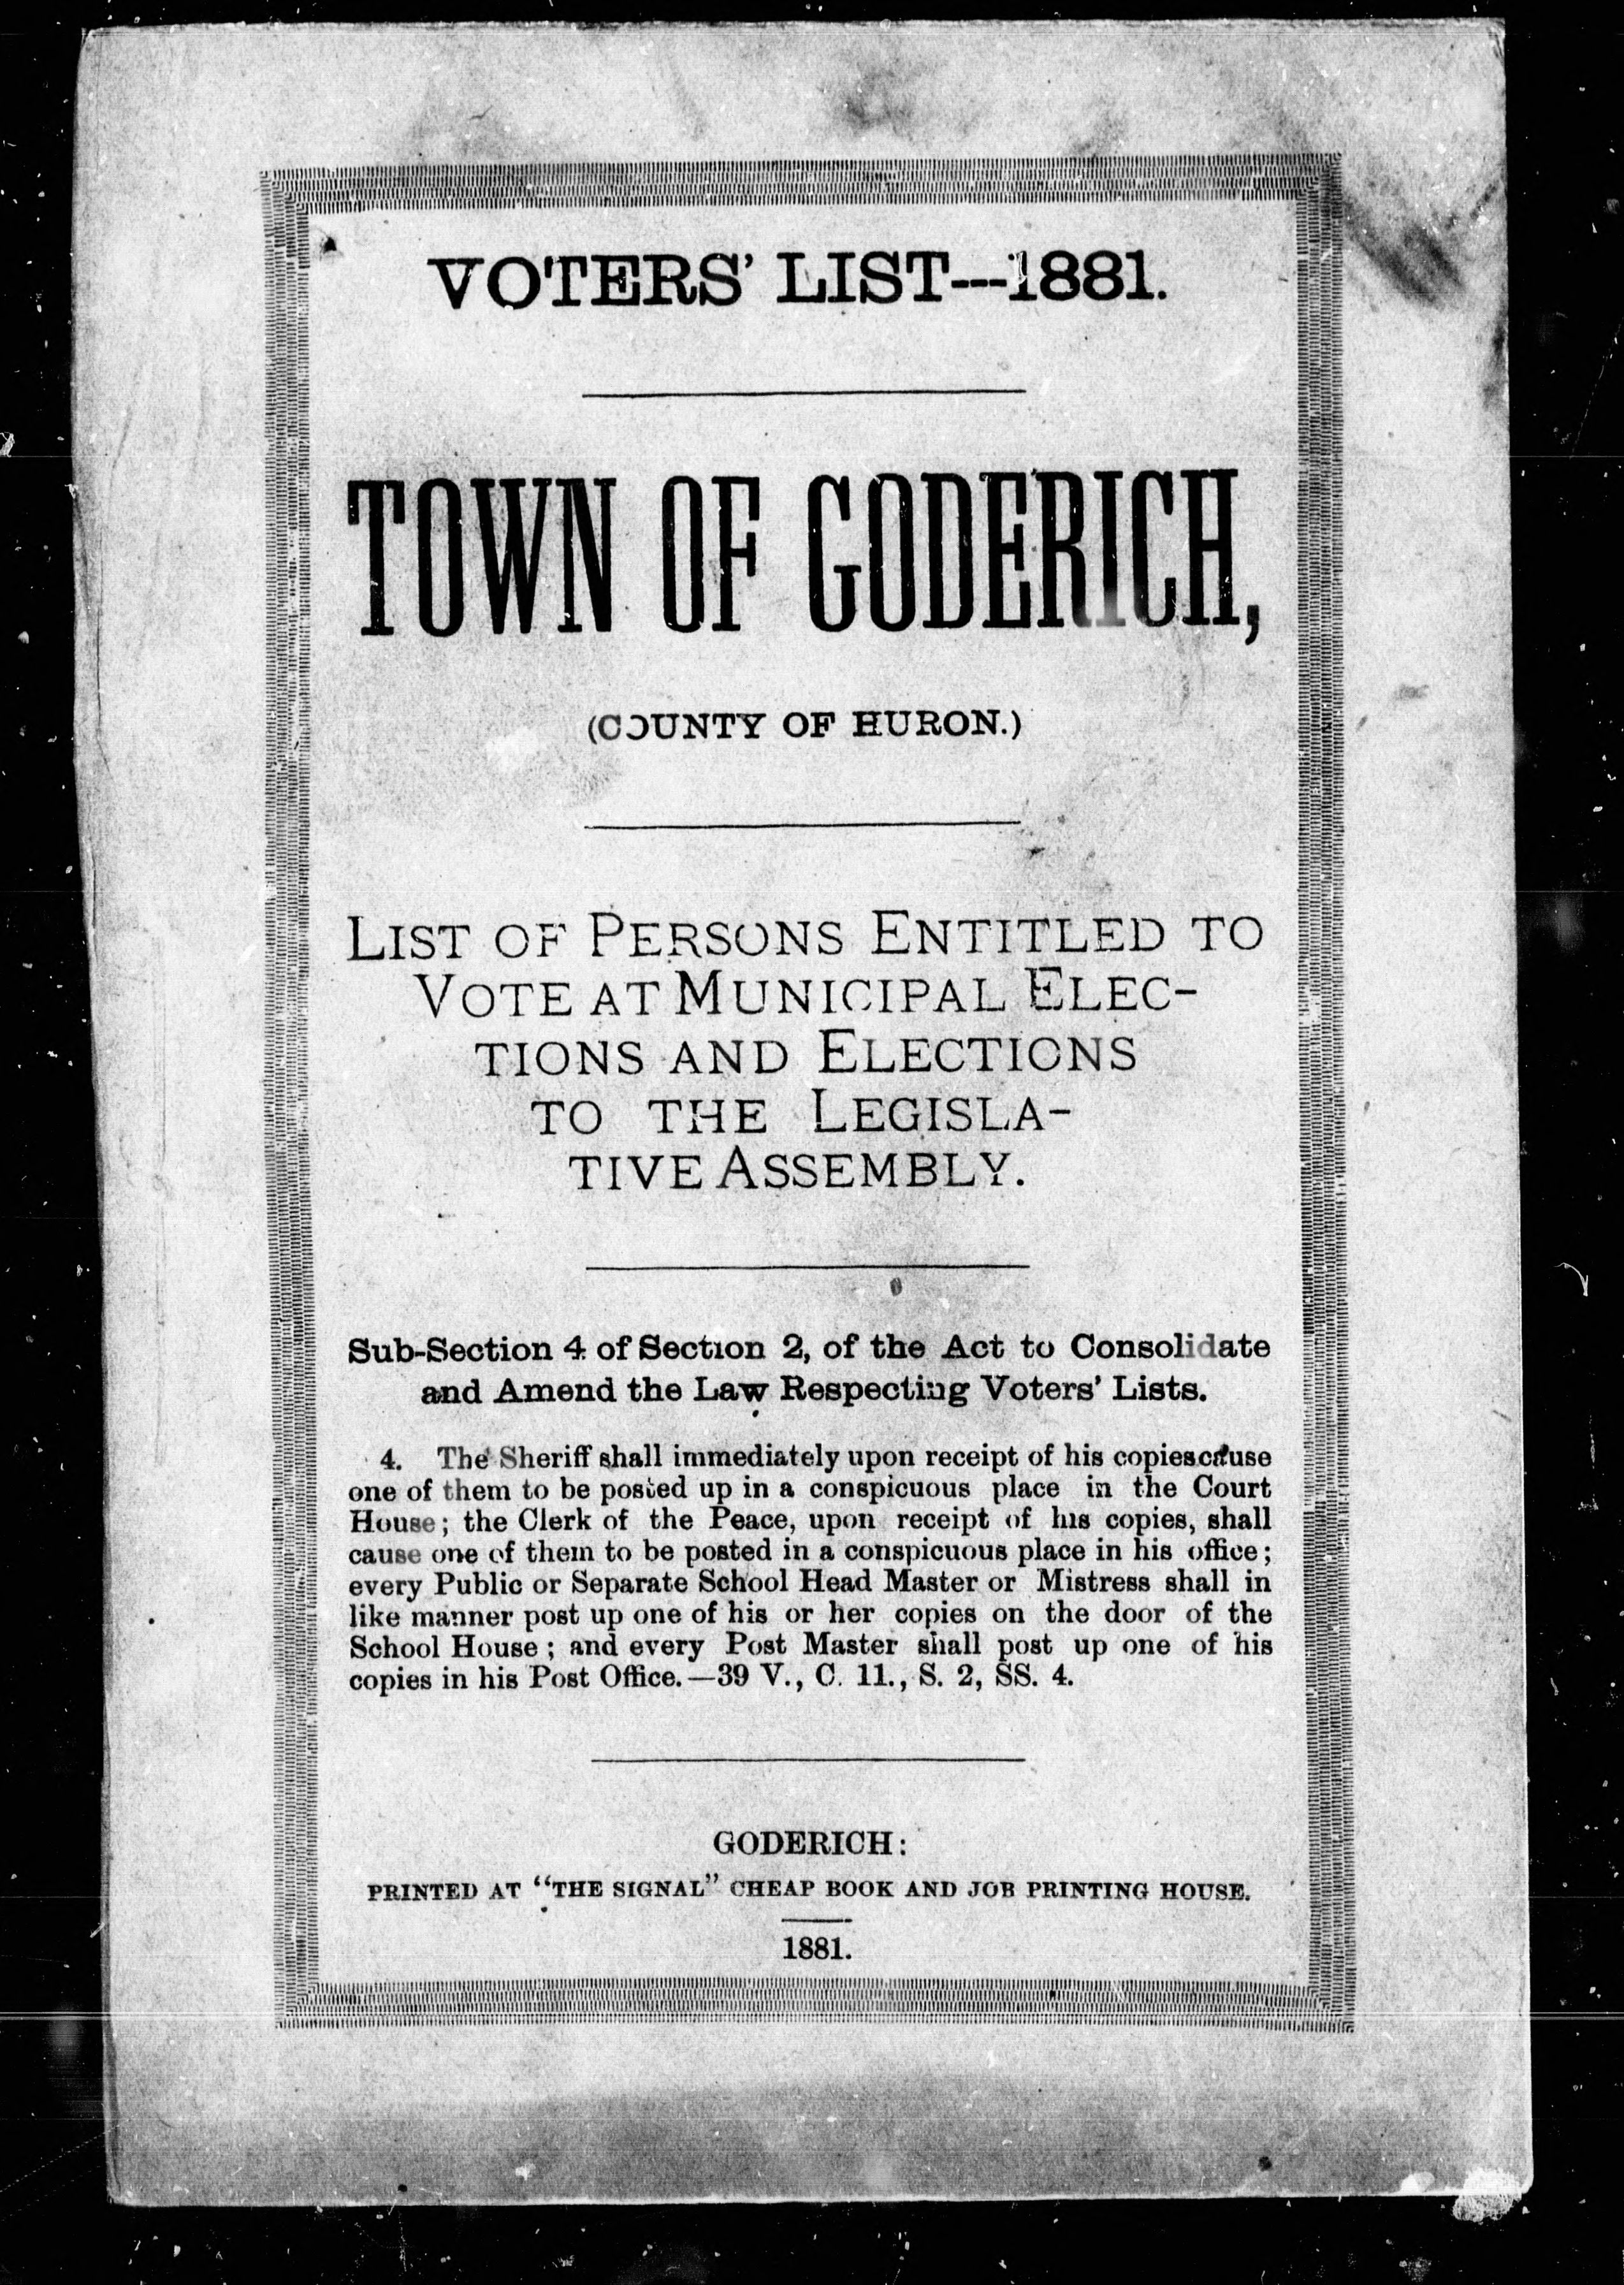 VOTERS' LIST---1881.
TOWN OF GODERICH,
(COUNTY OF HURON.)
LIST OF PERSONS ENTITLED TO
VOTE AT MUNICIPAL ELEC-
TIONS AND ELECTIONS
TO THE LEGISLA-
TIVE ASSEMBLY.
Sub-Section 4 of Section 2, of the Act to Consolidate
and Amend the Law Respecting Voters' Lists.
4. The Sheriff shall immediately upon receipt of his copies cause
one of them to be posted up in a conspicuous place in the Court
House; the Clerk of the Peace, upon receipt of his copies, shall
cause one of them to be posted in a conspicuous place in his office;
every Public or Separate School Head Master or Mistress shall in
like manner post up one of his or her copies on the door of the
School House; and every Post Master shall post up one of his
copies in his Post Office.—39 V., C. 11., S. 2, SS. 4.
GODERICH:
PRINTED AT "THE SIGNAL" CHEAP BOOK AND JOB PRINTING HOUSE.
1881.